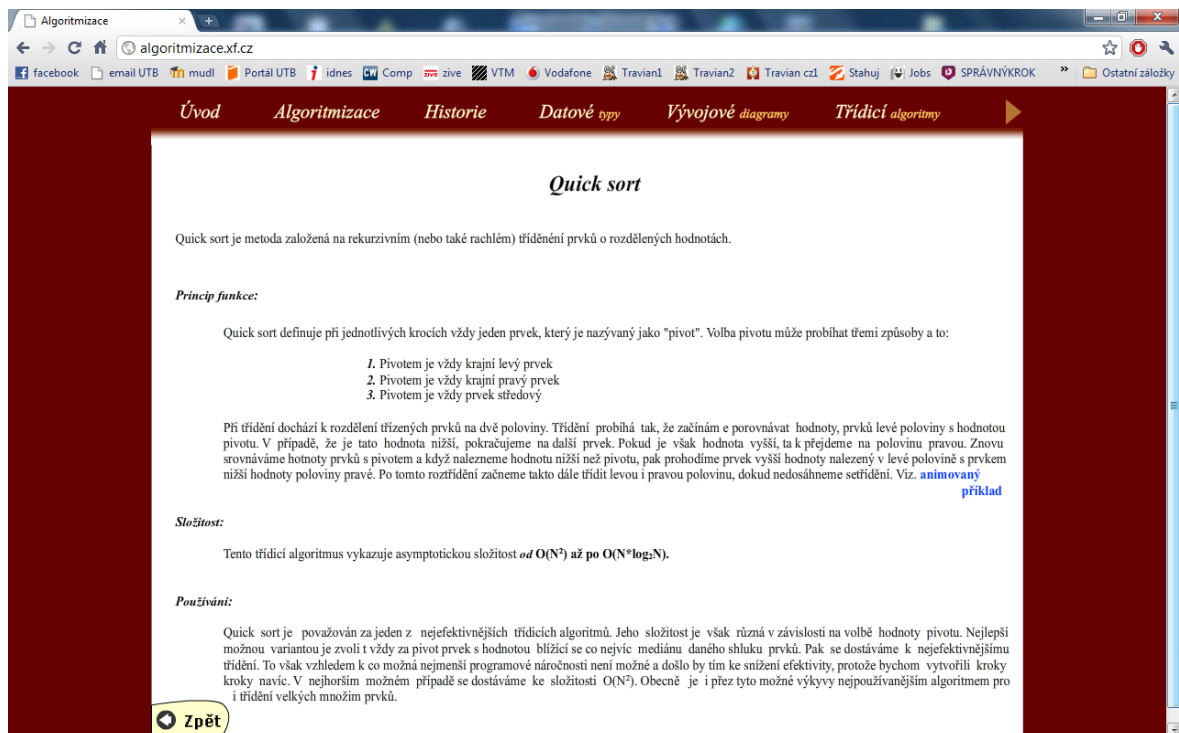 Algoritmizace
algoritmizace.xf.cz
facebook email UTB mudl Portál UTB idnes Comp zive VTM Vodafone Travian1 Travian2 Travian cz1 Stahuj Jobs SPRÁVNÝKROK » Ostatní záložky
Úvod Algoritmizace Historie Datové typy Vývojové diagramy Třídicí algoritmy
Quick sort
Quick sort je metoda založená na rekurzivním (nebo také rachlém) třídění prvků o rozdělených hodnotách.
Princip funkce:
Quick sort definuje při jednotlivých krocích vždy jeden prvek, který je nazývaný jako "pivot". Volba pivotu může probíhat třemi způsoby a to:
1. Pivotem je vždy krajní levý prvek
2. Pivotem je vždy krajní pravý prvek
3. Pivotem je vždy prvek středový
Při třídění dochází k rozdělení třízených prvků na dvě poloviny. Třídění probíhá tak, že začínám e porovnávat hodnoty, prvků levé poloviny s hodnotou
pivotu. V případě, že je tato hodnota nižší, pokračujeme na další prvek. Pokud je však hodnota vyšší, ta k přejdeme na polovinu pravou. Znovu
srovnáváme hotnoty prvků s pivotem a když nalezneme hodnotu nižší než pivotu, pak prohodíme prvek vyšší hodnoty nalezený v levé polovině s prvkem
nižší hodnoty poloviny pravé. Po tomto roztřídění začneme takto dále třídit levou i pravou polovinu, dokud nedosáhneme setřídění. Viz. animovaný
příklad
Složitost:
Tento třídicí algoritmus vykazuje asymptotickou složitost od O(N²) až po O(N*log₂N).
Používání:
Quick sort je považován za jeden z nejefektivnějších třídicích algoritmů. Jeho složitost je však různá v závislosti na volbě hodnoty pivotu. Nejlepší
možnou variantou je zvoli t vždy za pivot prvek s hodnotou blížící se co nejvíc mediánu daného shluku prvků. Pak se dostáváme k nejefektivnějšímu
třídění. To však vzhledem k co možná nejmenší programové náročnosti není možné a došlo by tím ke snížení efektivity, protože bychom vytvořili kroky
kroky navíc. V nejhorším možném případě se dostáváme ke složitosti O(N²). Obecně je i přez tyto možné výkyvy nejpoužívanějším algoritmem pro
i třídění velkých množim prvků.
Zpět